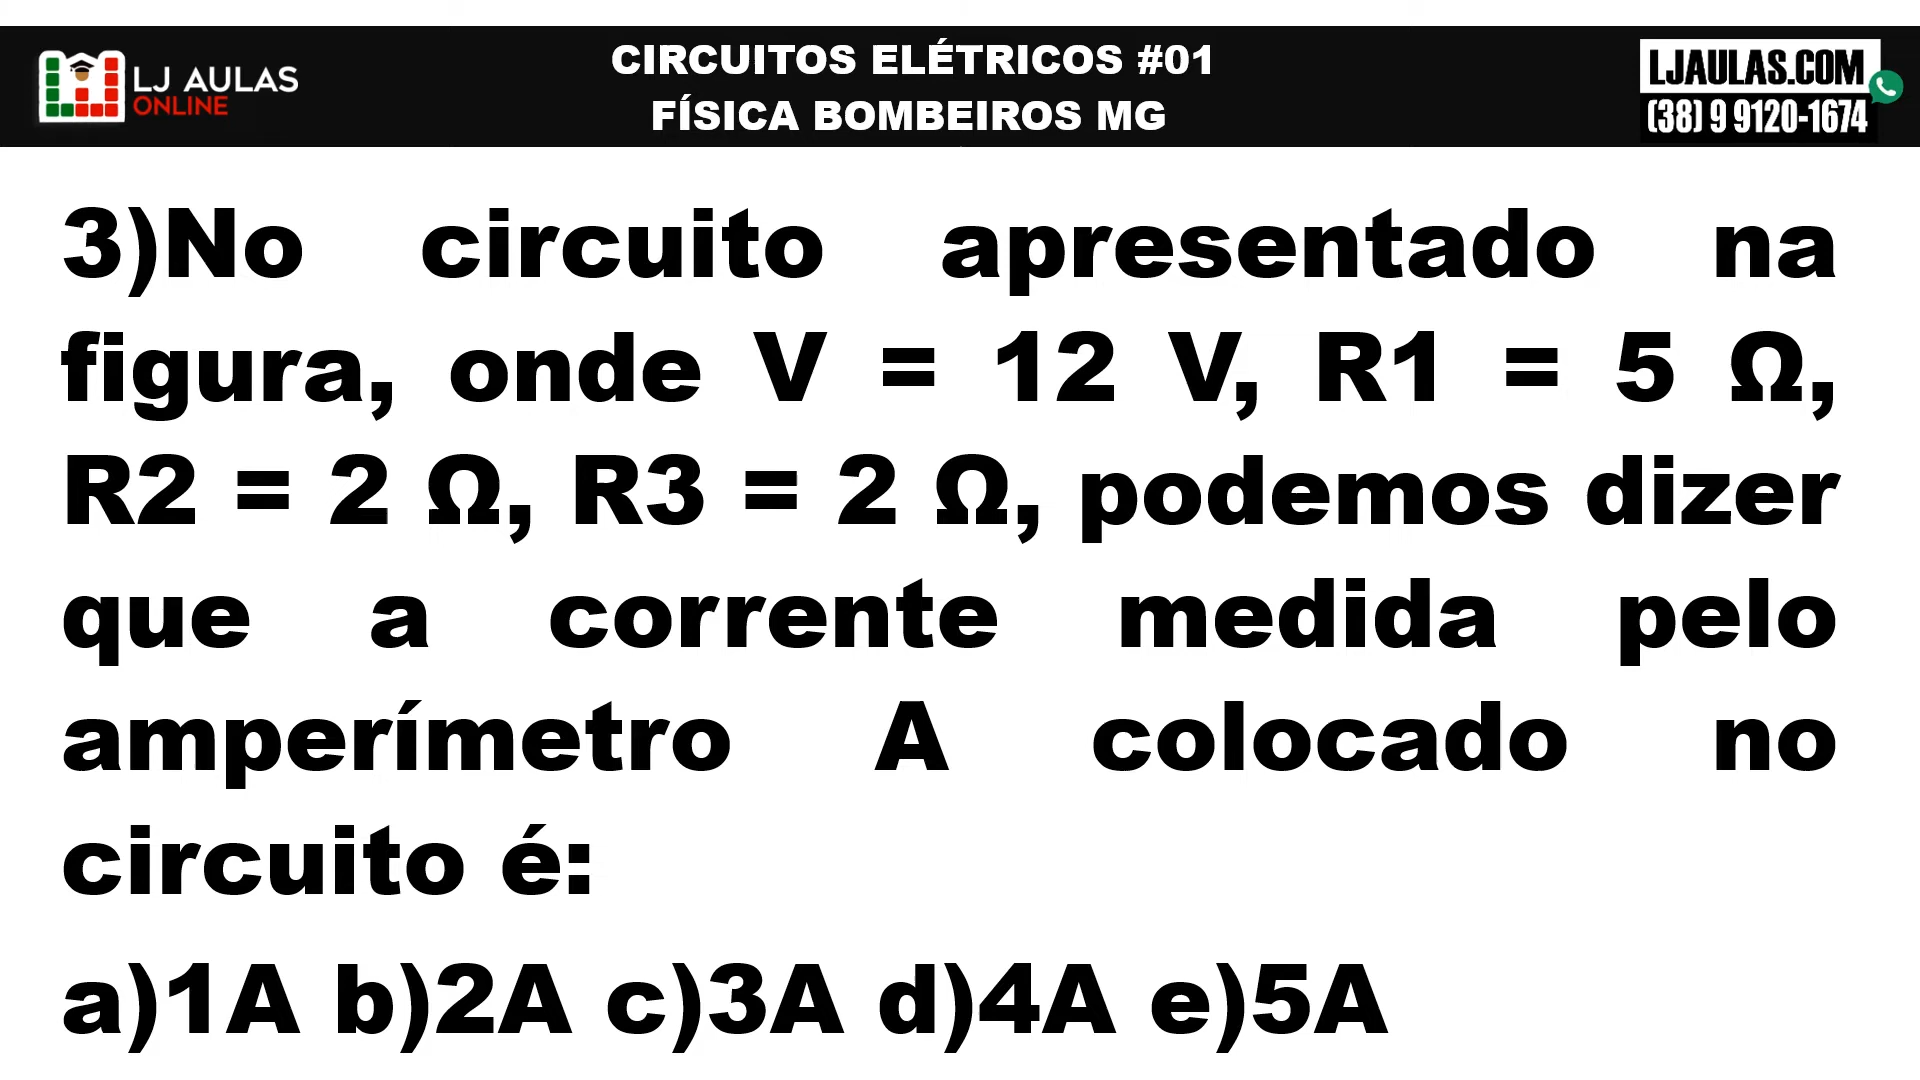 LJ AULAS
ONLINE
CIRCUITOS ELÉTRICOS #01
FÍSICA BOMBEIROS MG
LJAULAS.COM
(38) 9 9120-1674
3)No circuito apresentado na
figura, onde V = 12 V, R1 = 5 Ω,
R2 = 2 Ω, R3 = 2 Ω, podemos dizer
que a corrente medida pelo
amperímetro A colocado no
circuito é:
a)1A b)2A c)3A d)4A e)5A